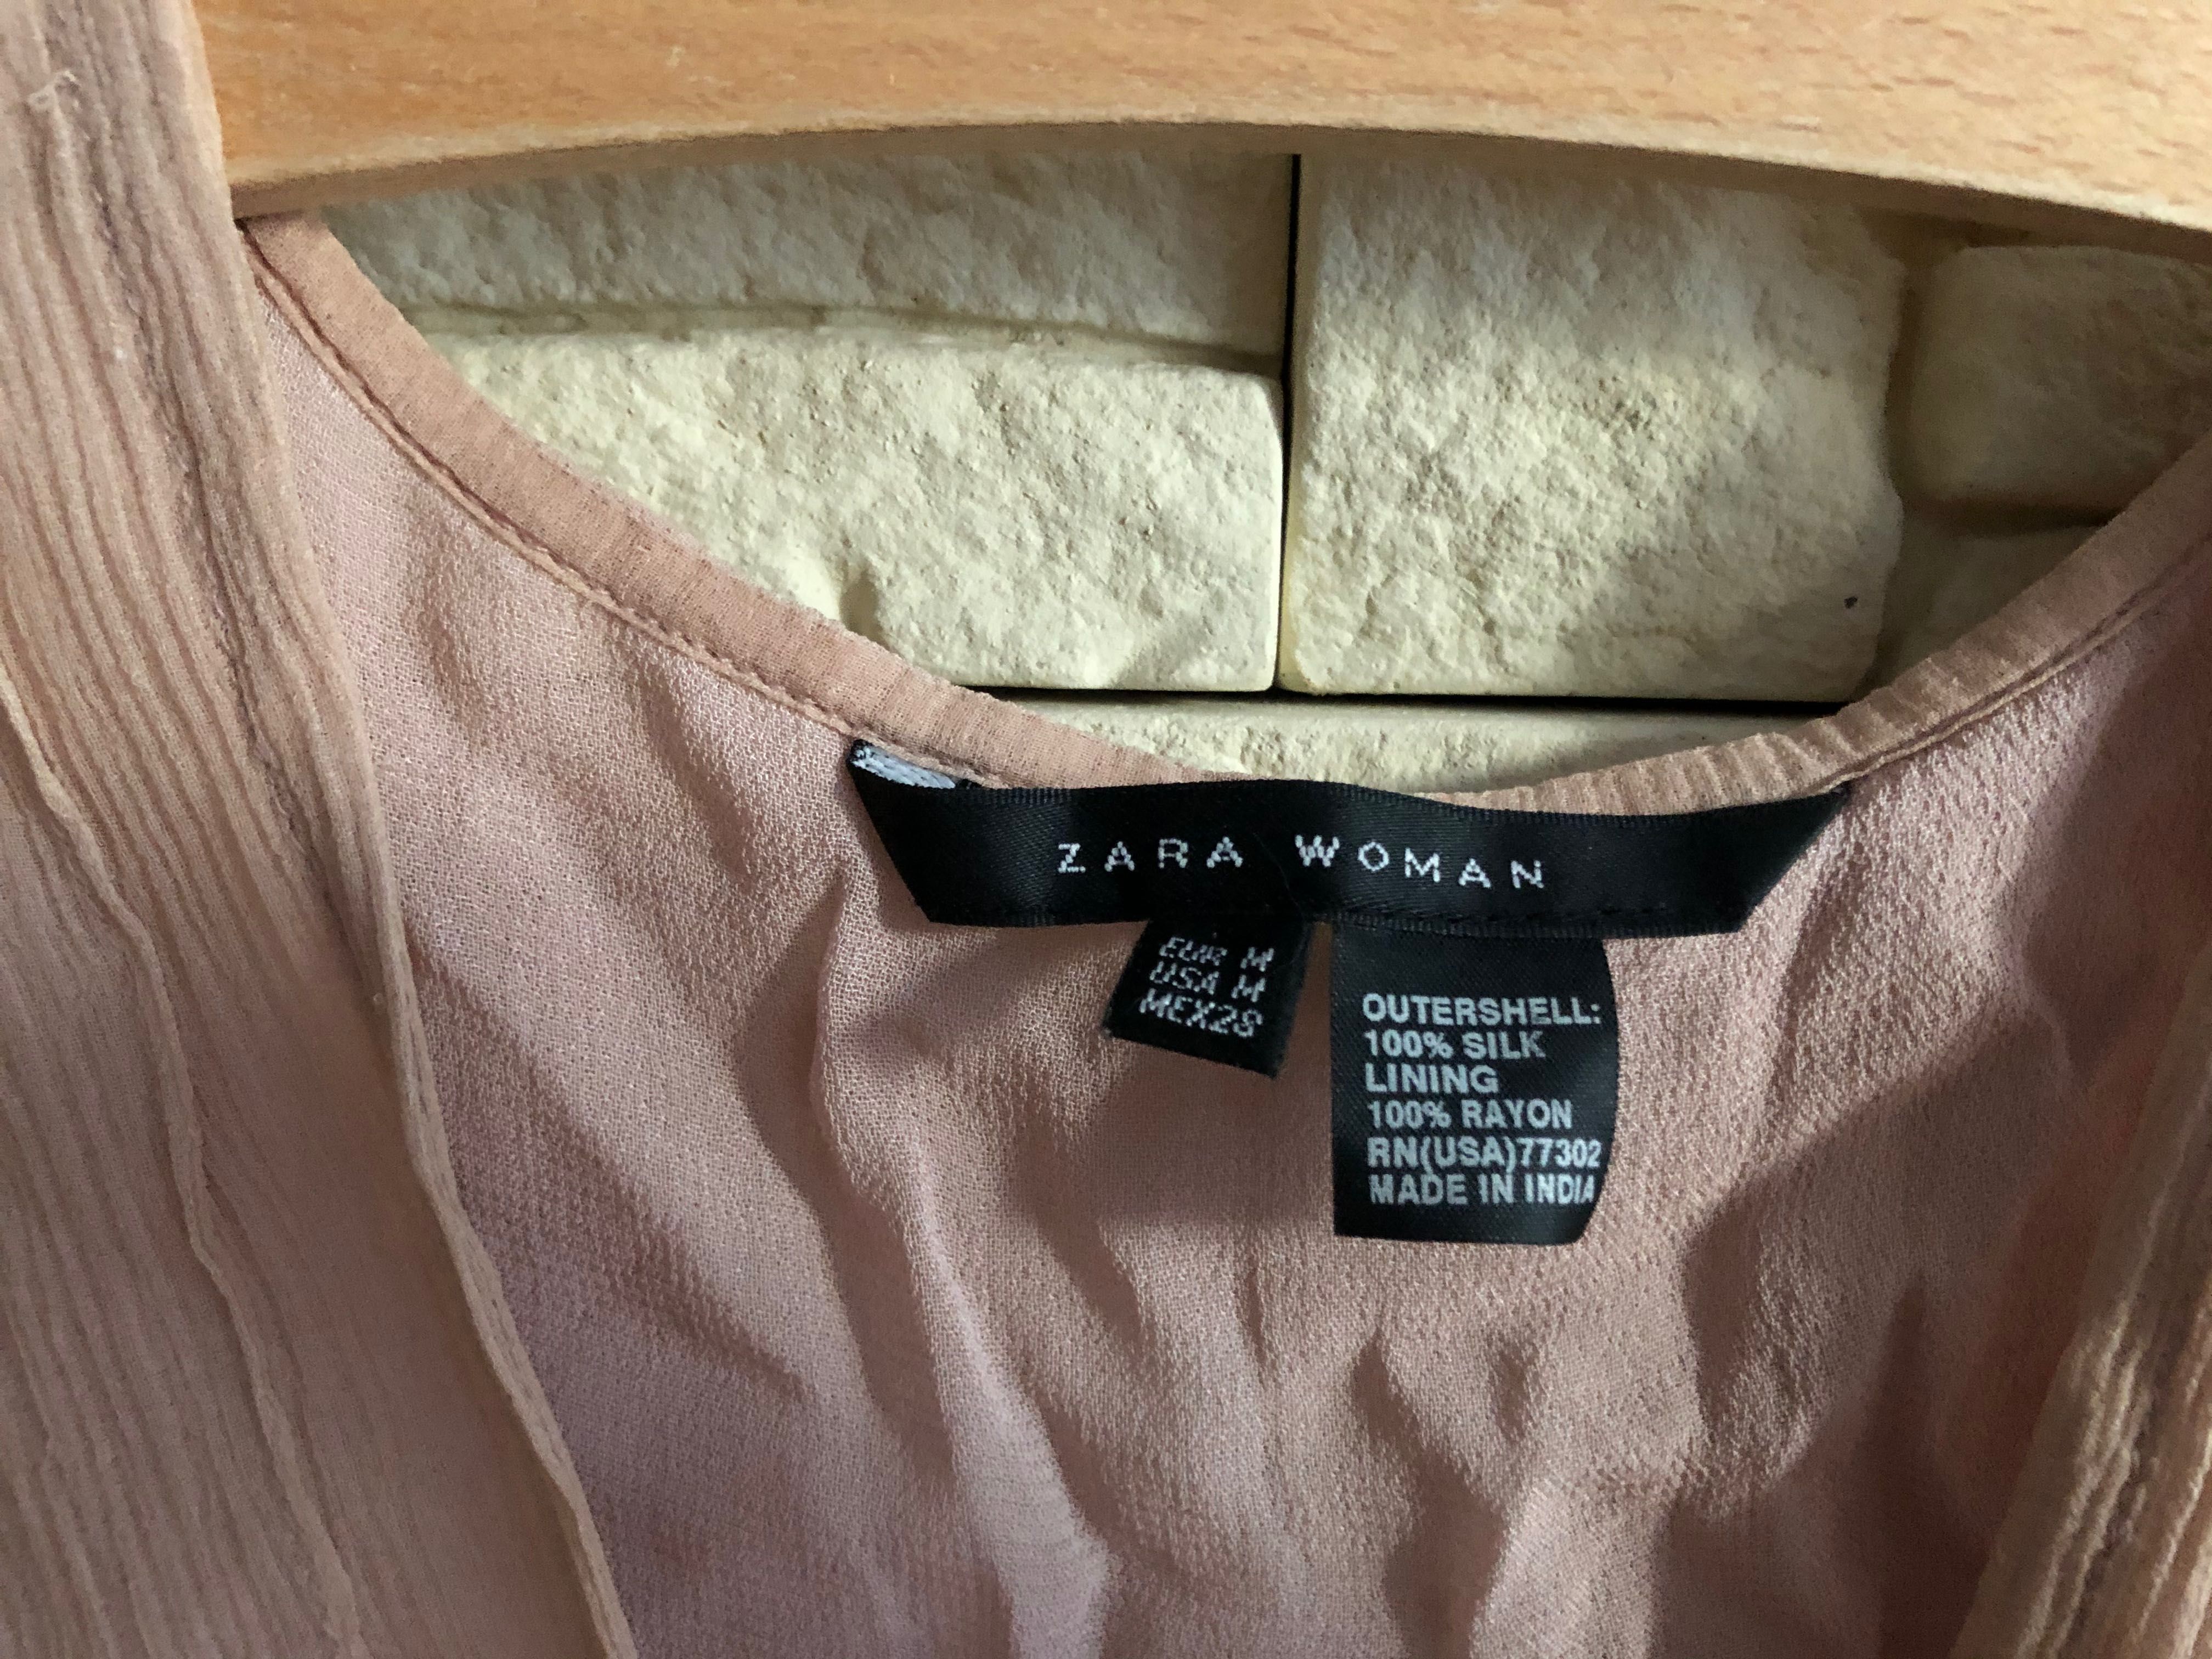 ZARA WOMAN
EUR M
USA M
MEX28
OUTERSHELL:
100% SILK
LINING
100% RAYON
RN(USA)77302
MADE IN INDIA